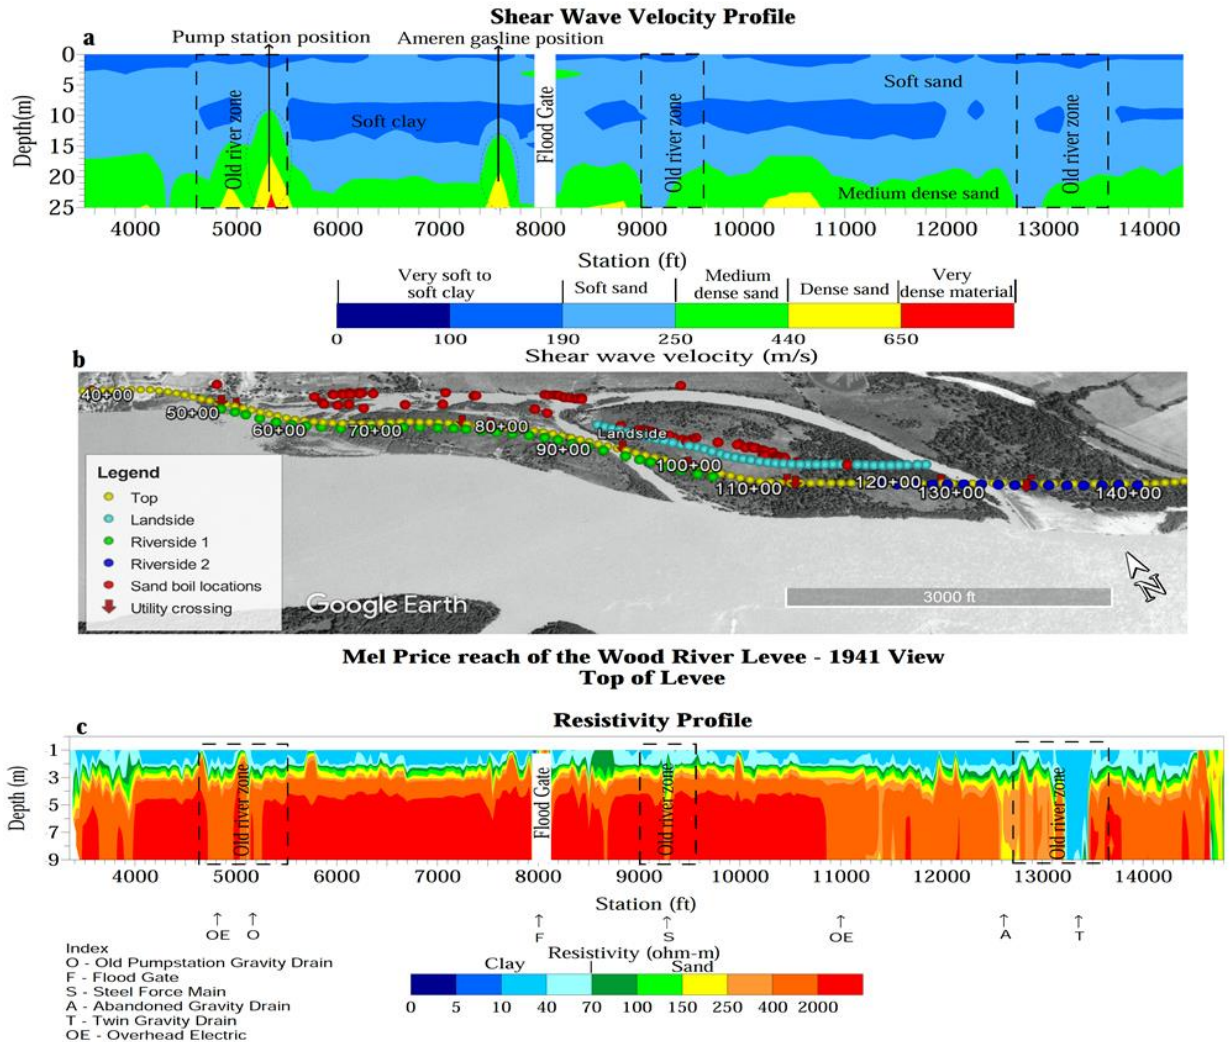 Shear Wave Velocity Profile
a
Pump station position
Ameren gasline position
Depth(m)
0
5
10
15
20
25
Old river zone
Soft clay
Flood Gate
Old river zone
Soft sand
Medium dense sand
Old river zone
4000 5000 6000 7000 8000 9000 10000 11000 12000 13000 14000
Station (ft)
Very soft to
soft clay
Soft sand
Medium
dense sand
Dense sand
Very
dense material
0 100 190 250 440 650
Shear wave velocity (m/s)
b
40+00
50+00
60+00
70+00
80+00
90+00
Landside
100+00
110+00
120+00
130+00
140+00
Legend
Top
Landside
Riverside 1
Riverside 2
Sand boil locations
Utility crossing
Google Earth
3000 ft
N
Mel Price reach of the Wood River Levee - 1941 View
Top of Levee
c
Resistivity Profile
Depth (m)
1
3
5
7
9
Old river zone
Flood Gate
Old river zone
Old river zone
4000 5000 6000 7000 8000 9000 10000 11000 12000 13000 14000
Station (ft)
OE O F S OE A T
Index
O - Old Pumpstation Gravity Drain
F - Flood Gate
S - Steel Force Main
A - Abandoned Gravity Drain
T - Twin Gravity Drain
OE - Overhead Electric
Resistivity (ohm-m)
Clay Sand
0 5 10 40 70 100 150 250 400 2000